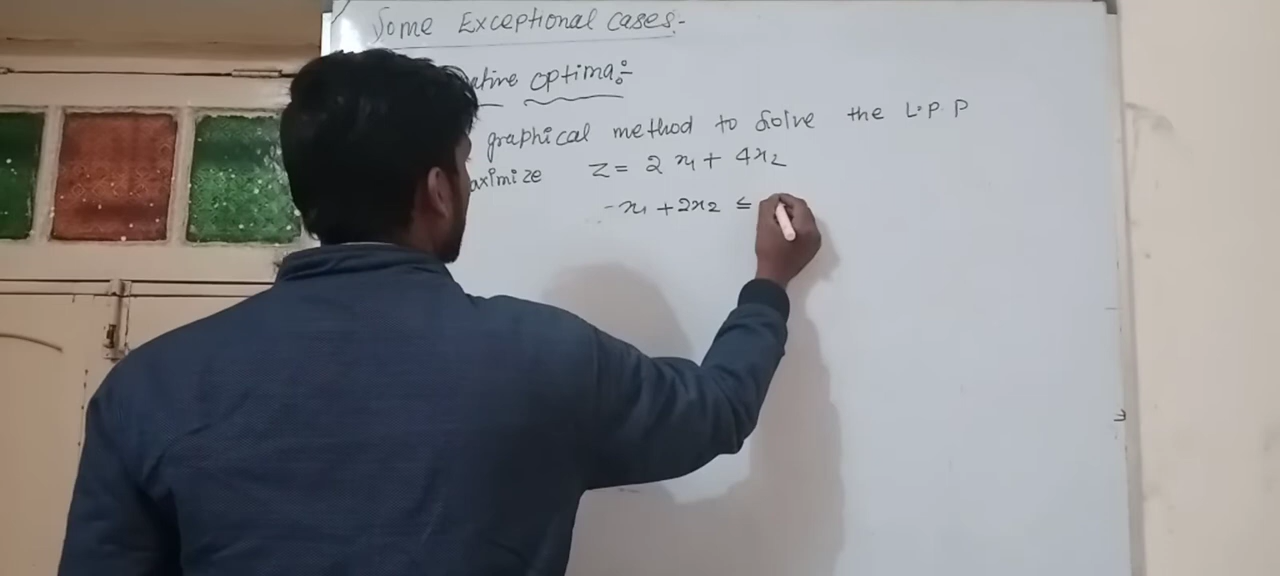 Some Exceptional cases:-
optima:-
graphical method to Solve the L.P.P
Z = 2x1 + 4x2
-x1 + 2x2 ≤